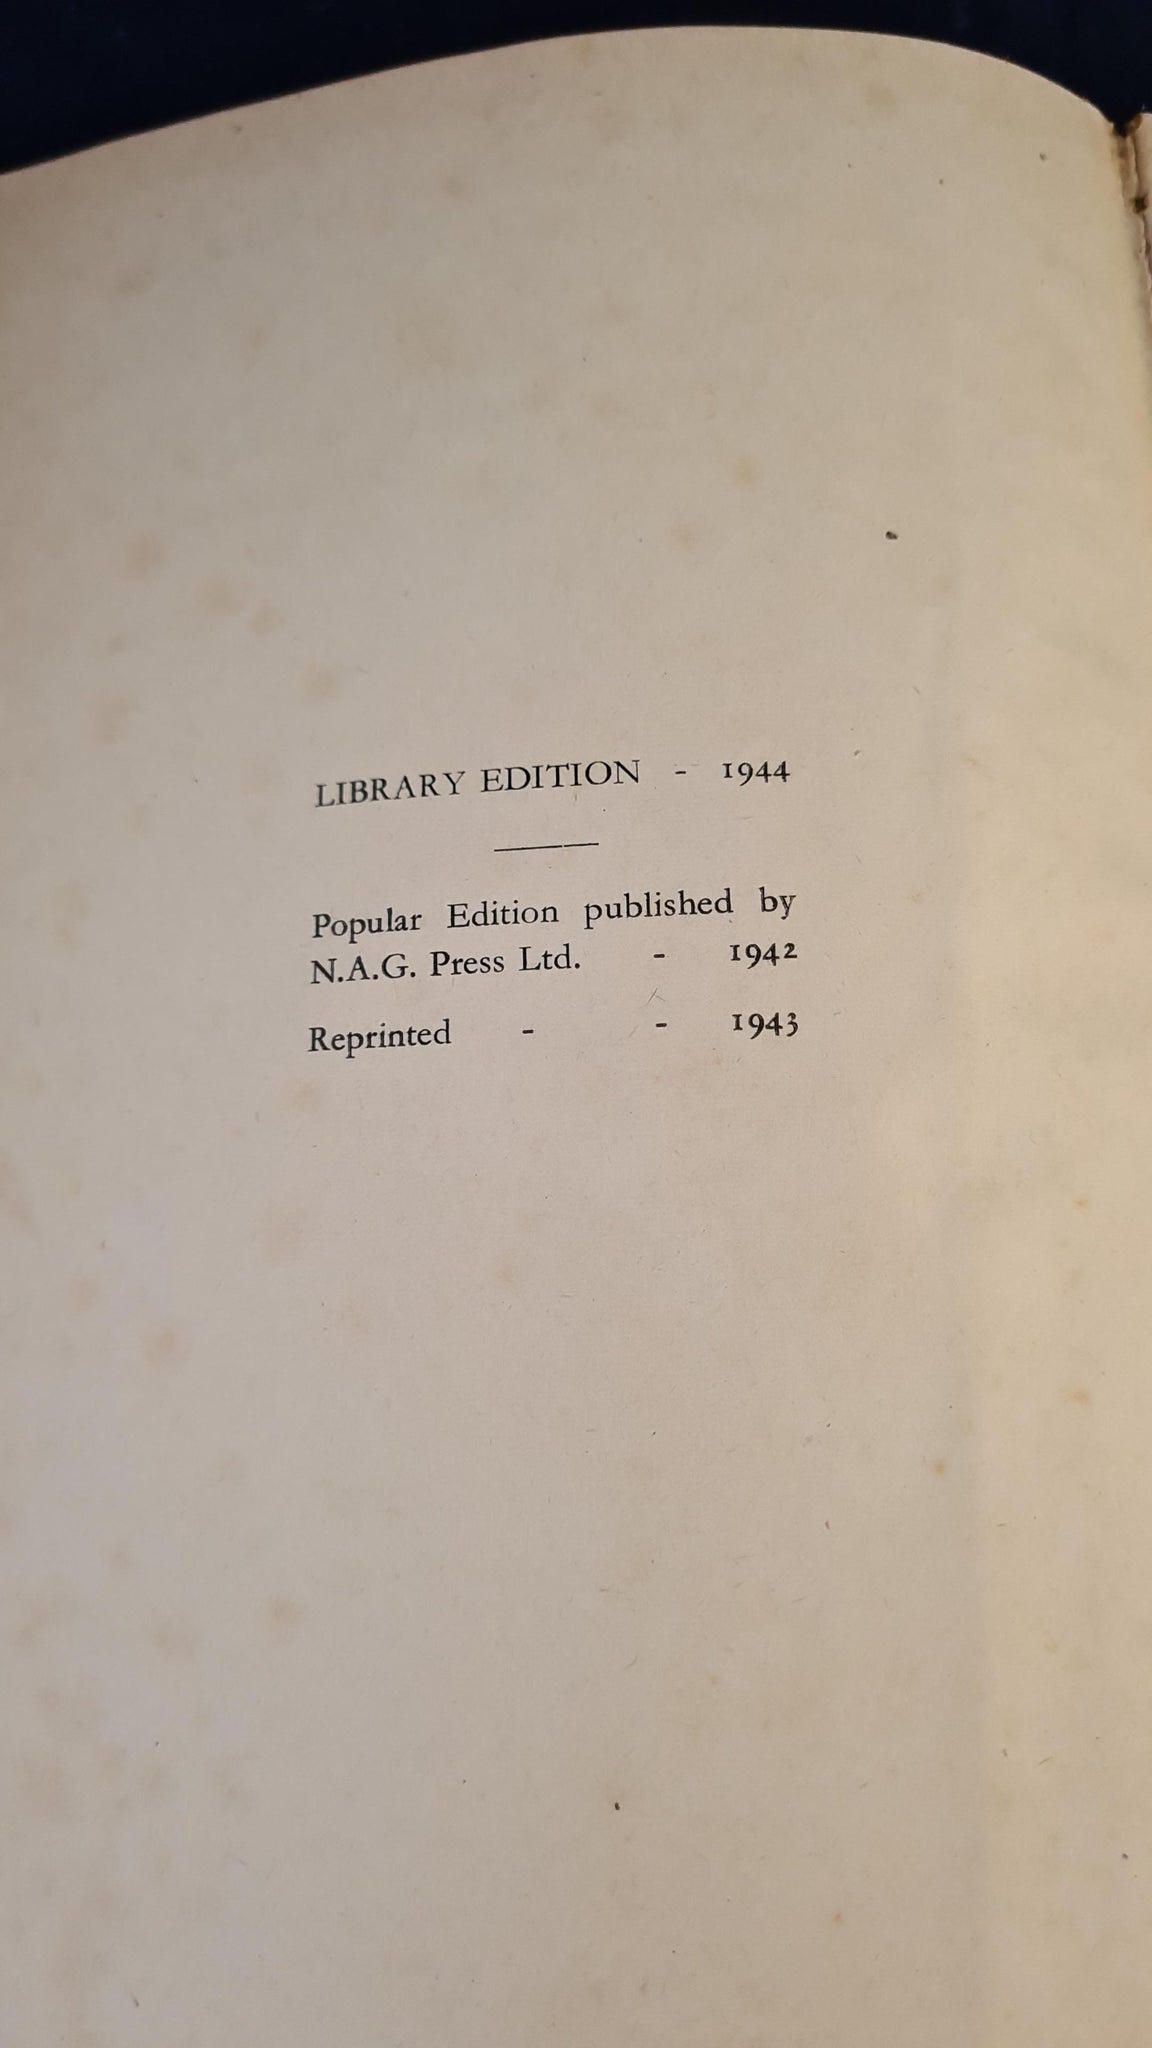 LIBRARY EDITION - 1944
Popular Edition published by
N.A.G. Press Ltd. - 1942
Reprinted - - 1943